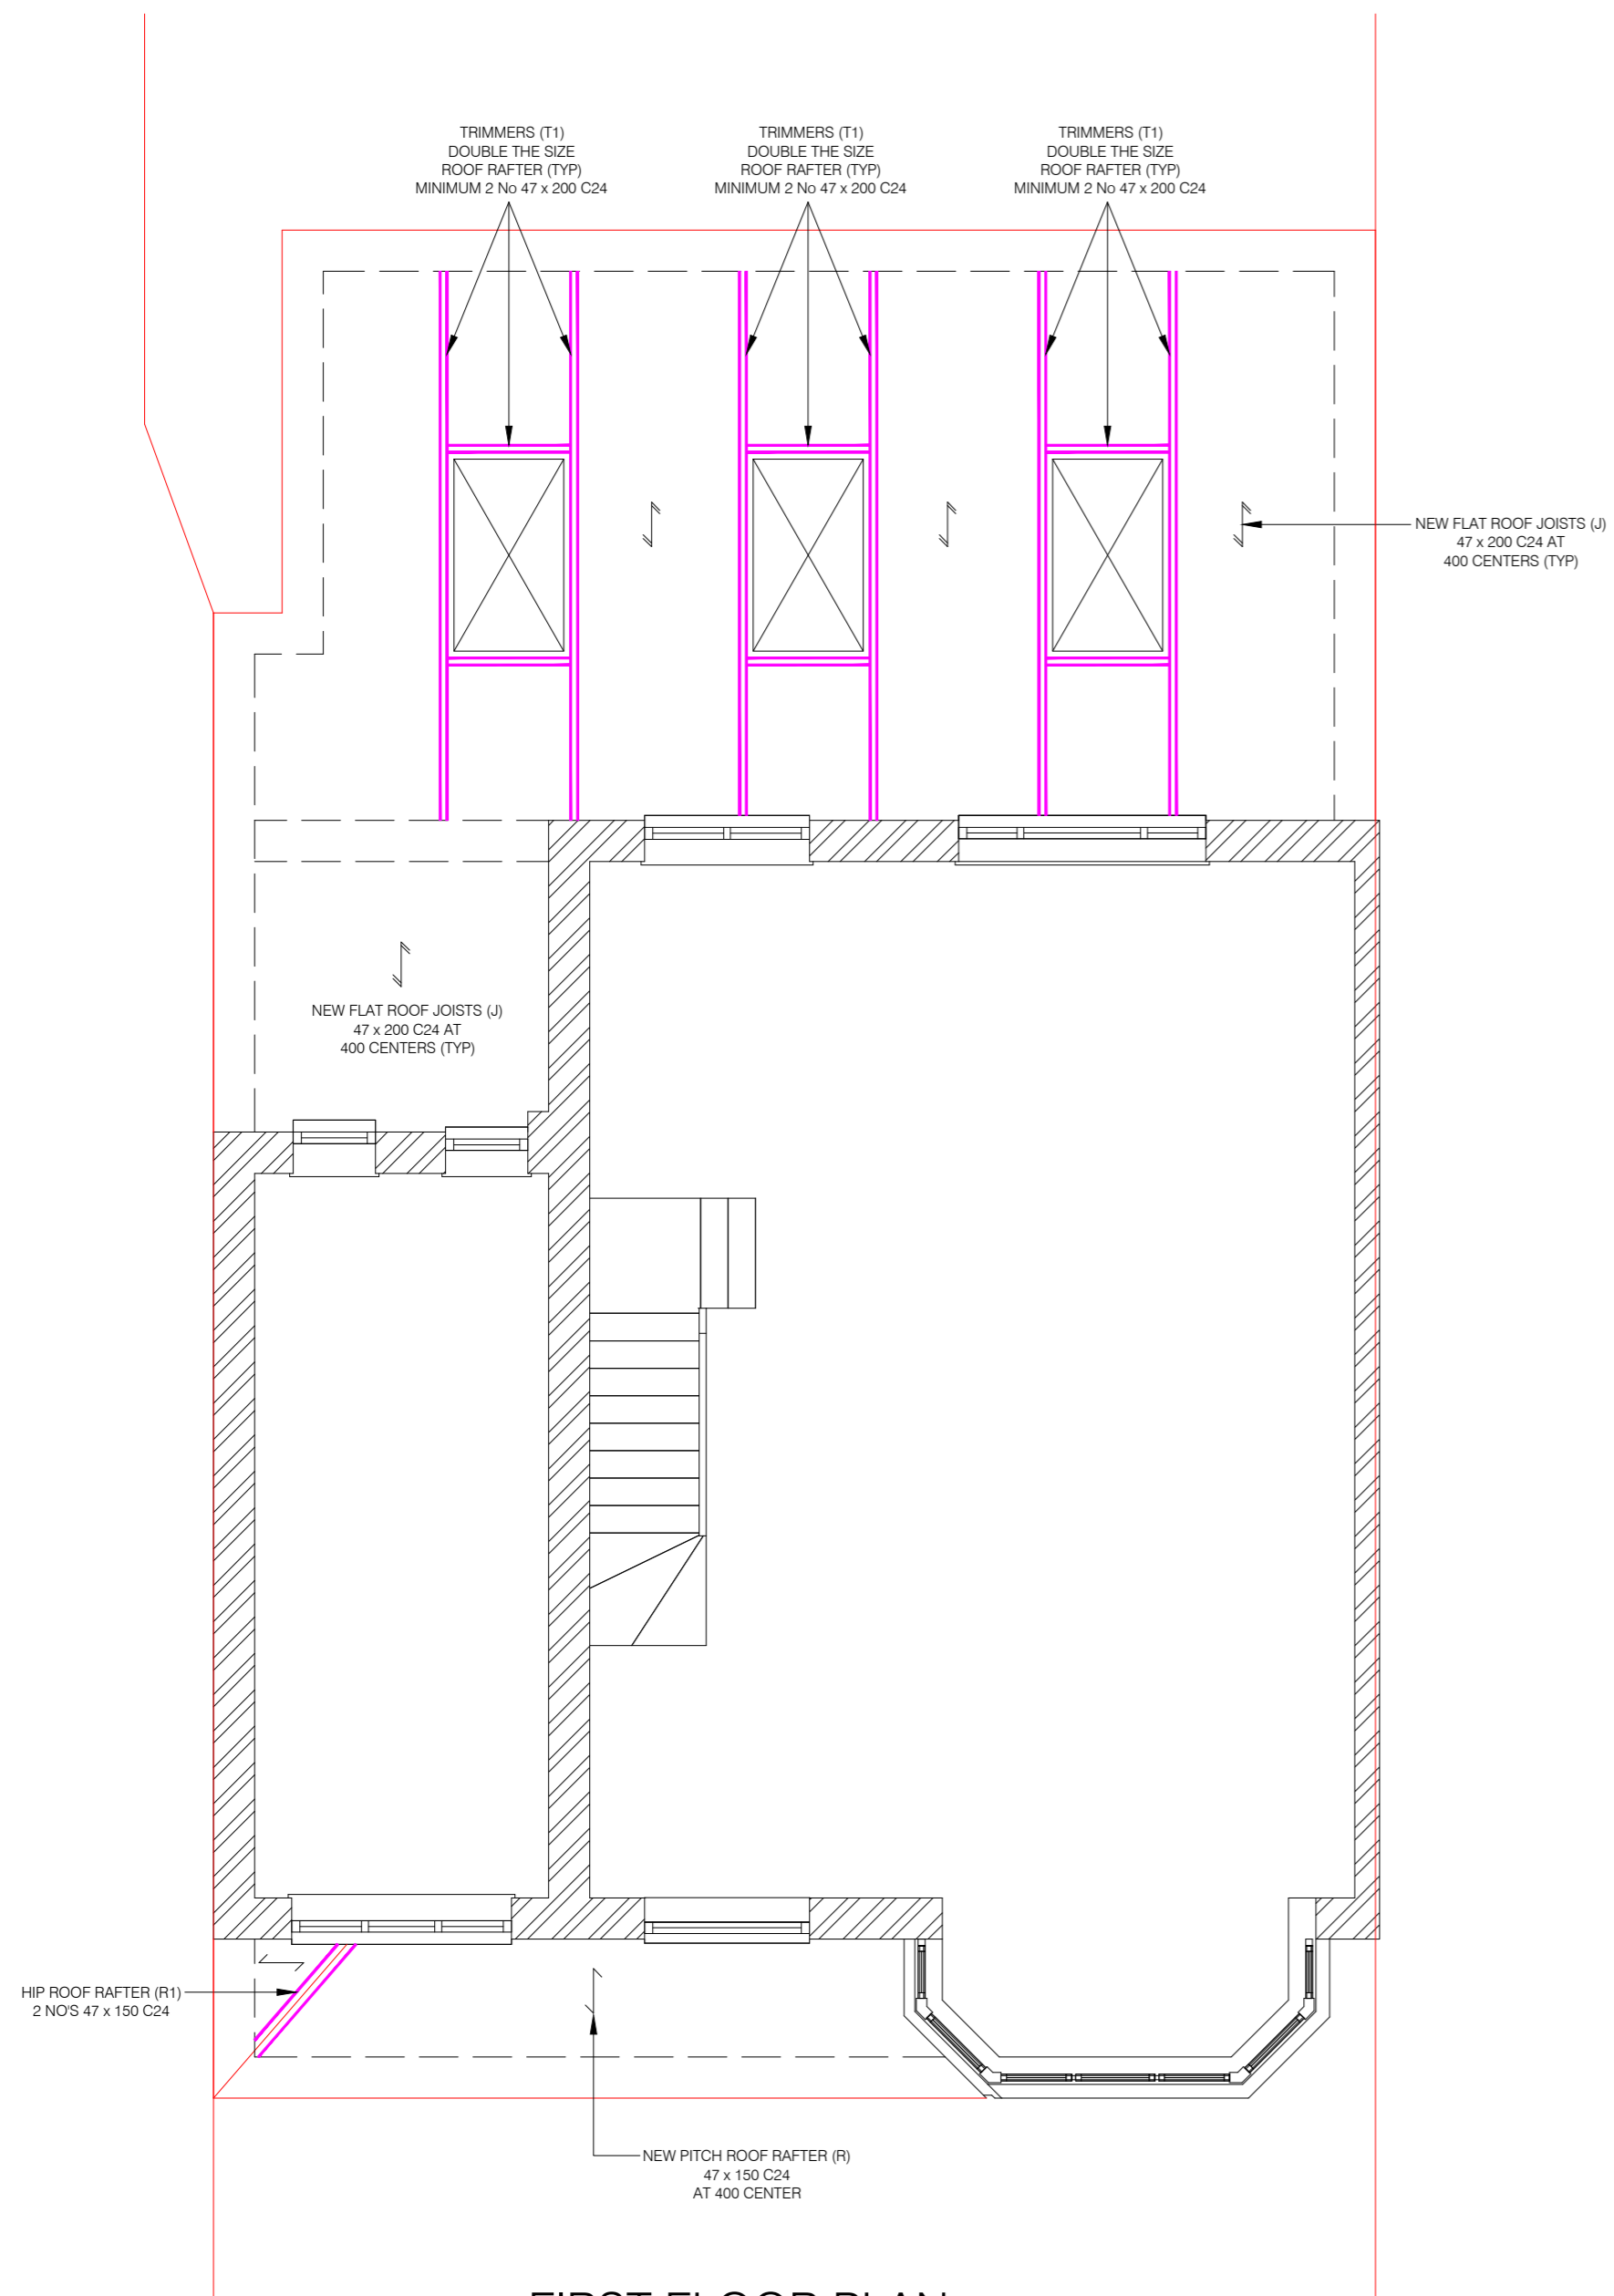 TRIMMERS (T1)
DOUBLE THE SIZE
ROOF RAFTER (TYP)
MINIMUM 2 No 47 x 200 C24
TRIMMERS (T1)
DOUBLE THE SIZE
ROOF RAFTER (TYP)
MINIMUM 2 No 47 x 200 C24
TRIMMERS (T1)
DOUBLE THE SIZE
ROOF RAFTER (TYP)
MINIMUM 2 No 47 x 200 C24
NEW FLAT ROOF JOISTS (J)
47 x 200 C24 AT
400 CENTERS (TYP)
NEW FLAT ROOF JOISTS (J)
47 x 200 C24 AT
400 CENTERS (TYP)
HIP ROOF RAFTER (R1)
2 NO'S 47 x 150 C24
NEW PITCH ROOF RAFTER (R)
47 x 150 C24
AT 400 CENTER
FIRST FLOOR PLAN